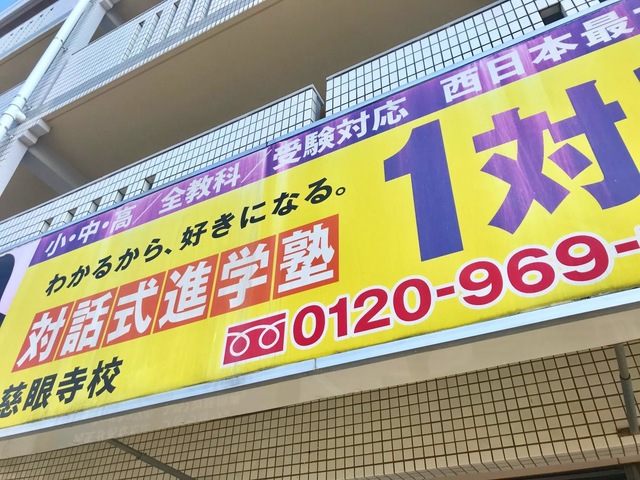 小・中・高／全教科／受験対応 西日本最
わかるから、好きになる。
対話式進学塾 1対
0120-969-
慈眼寺校